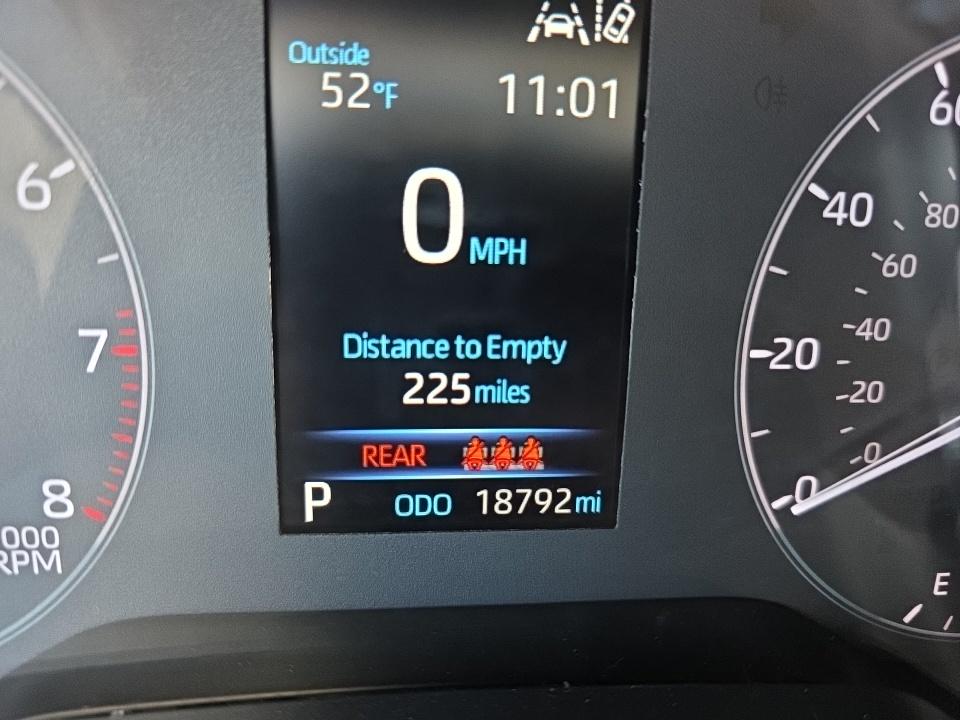 Outside
52°F
11:01
0 MPH
Distance to Empty
225 miles
REAR
P
ODO 18792 mi
6
7
8
000
RPM
60
40
20
0
80
60
40
20
0
E